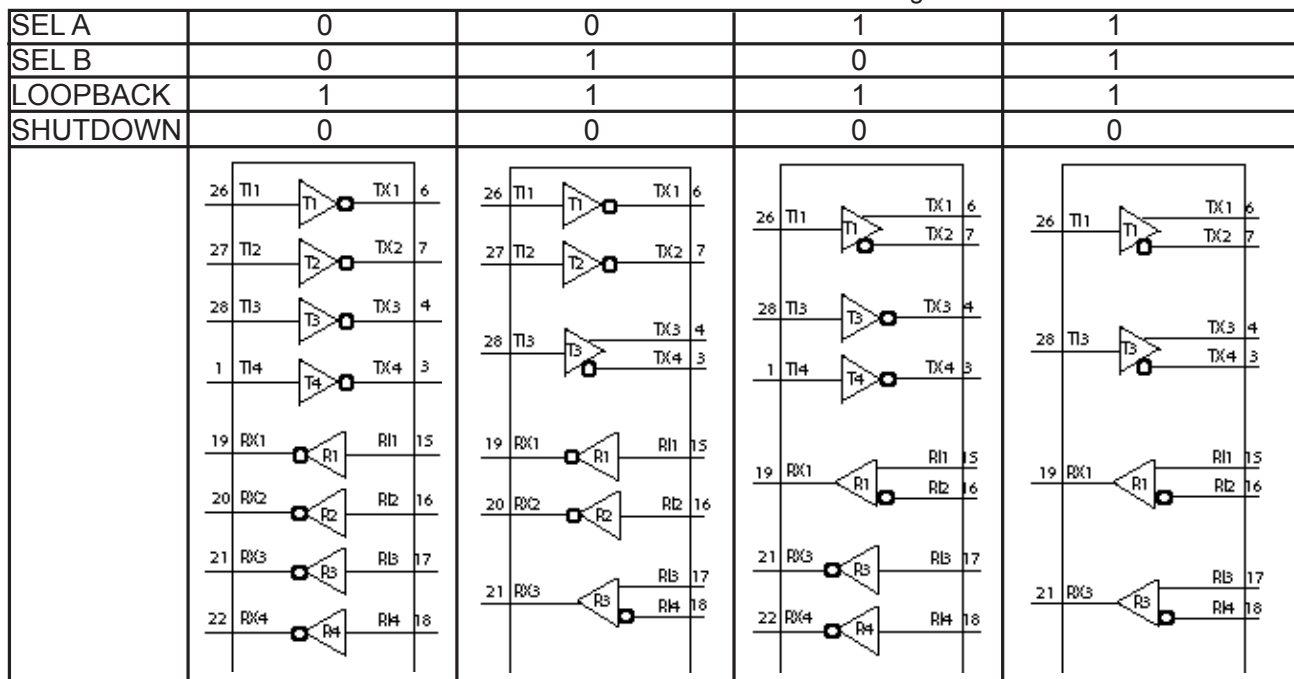 g
SEL A 0 0 1 1
SEL B 0 1 0 1
LOOPBACK 1 1 1 1
SHUTDOWN 0 0 0 0
26 TI1 T1 TX1 6
27 TI2 T2 TX2 7
28 TI3 T3 TX3 4
1 TI4 T4 TX4 3
19 RX1 R1 RI1 15
20 RX2 R2 RI2 16
21 RX3 R3 RI3 17
22 RX4 R4 RI4 18
26 TI1 T1 TX1 6
27 TI2 T2 TX2 7
28 TI3 T3 TX3 4
TX4 3
19 RX1 R1 RI1 15
20 RX2 R2 RI2 16
21 RX3 R3 RI3 17
RI4 18
26 TI1 T1 TX1 6
TX2 7
28 TI3 T3 TX3 4
1 TI4 T4 TX4 3
19 RX1 R1 RI1 15
RI2 16
21 RX3 R3 RI3 17
22 RX4 R4 RI4 18
26 TI1 T1 TX1 6
TX2 7
28 TI3 T3 TX3 4
TX4 3
19 RX1 R1 RI1 15
RI2 16
21 RX3 R3 RI3 17
RI4 18